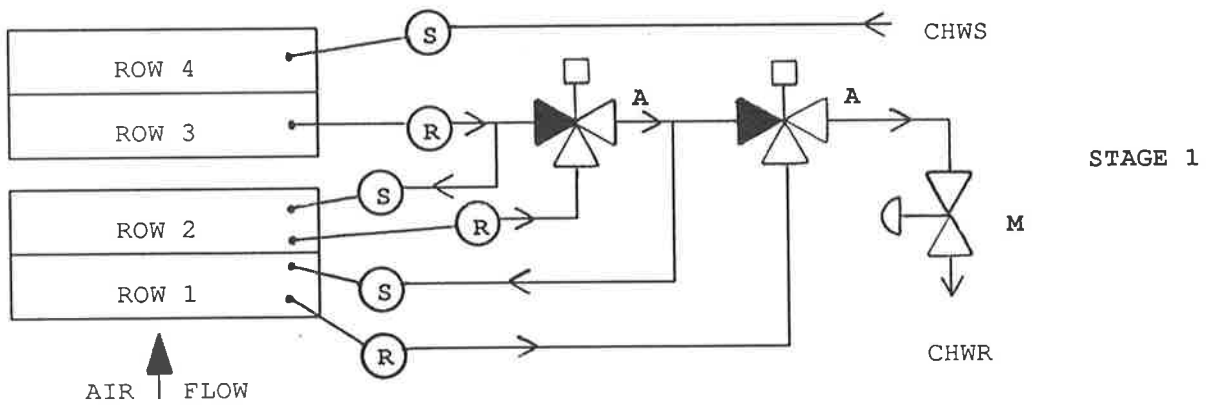 S
CHWS
ROW 4
A
A
ROW 3
R
STAGE 1
S
ROW 2
R
M
S
ROW 1
R
CHWR
AIR FLOW